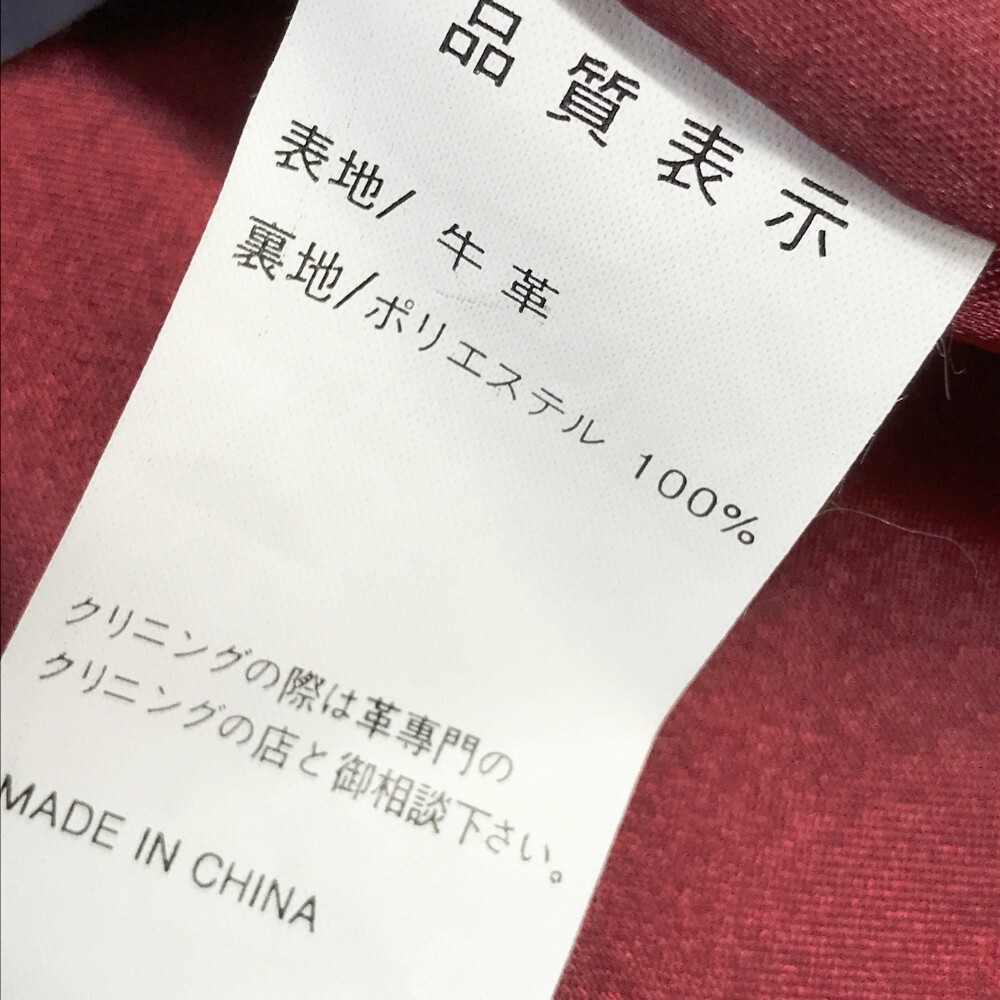 品質表示
表地/ 牛革
裏地/ポリエステル 100%
クリニングの際は革專門の
クリニングの店と御相談下さい。
MADE IN CHINA